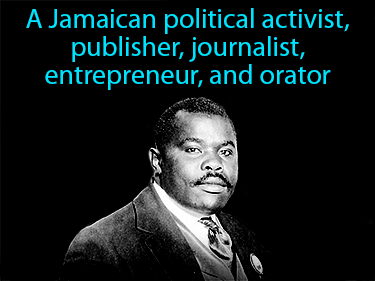 A Jamaican political activist,
publisher, journalist,
entrepreneur, and orator